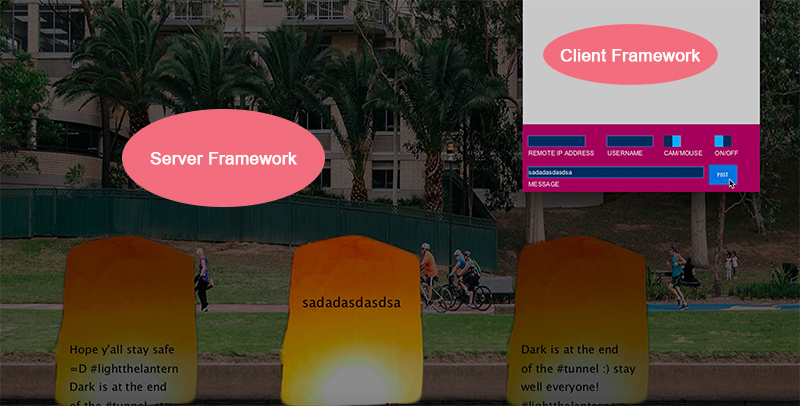 Client Framework
Server Framework
REMOTE IP ADDRESS
USERNAME
CAM/MOUSE
ON/OFF
sadadasdasdsa
POST
MESSAGE
sadadasdasdsa
Hope y'all stay safe
=D #lightthelantern
Dark is at the end
of the #tunnel, stay
Dark is at the end
of the #tunnel :) stay
well everyone!
#lightthelantern